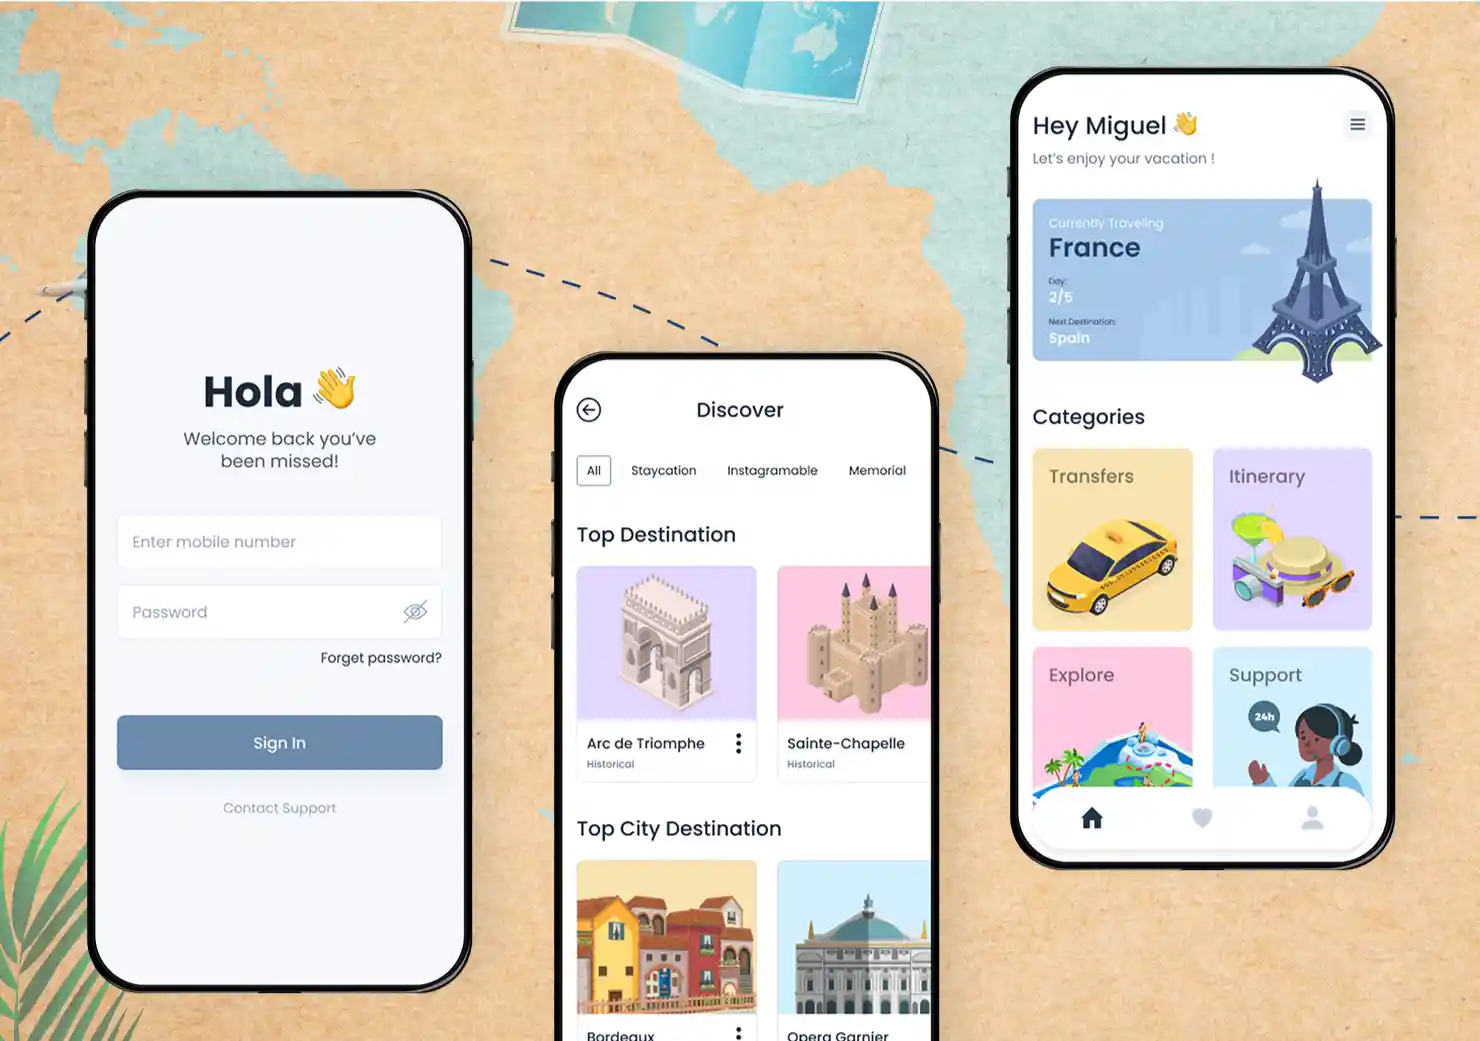 Hola
Welcome back you've
been missed!
Enter mobile number
Password
Forget password?
Sign In
Contact Support
Discover
All
Staycation
Instagramable
Memorial
Top Destination
Arc de Triomphe
Historical
Sainte-Chapelle
Historical
Top City Destination
Bordeaux
Opera Garnier
Hey Miguel
Let's enjoy your vacation !
Currently Traveling
France
Day:
2/5
Next Destination:
Spain
Categories
Transfers
Itinerary
Explore
Support
24h